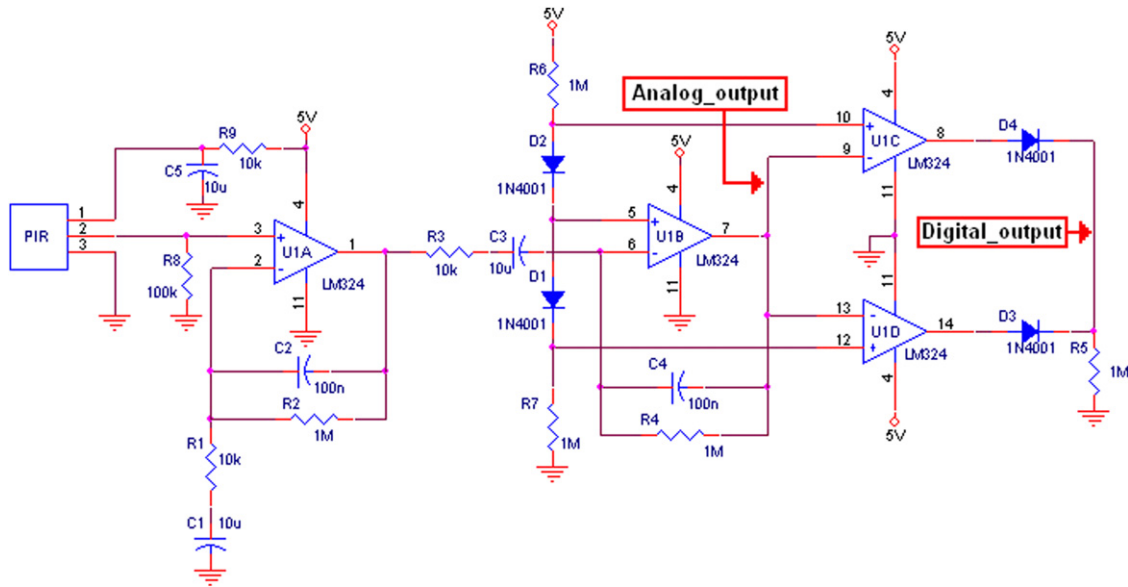 5V
R6
1M
Analog_output
5V
4
10
+
U1C
8
D4
9
-
LM324
1N4001
11
5V
R9
10k
C5
10u
D2
1N4001
5V
4
PIR
1
2
3
4
3
+
U1A
1
2
-
LM324
11
R8
100k
R3
10k
C3
10u
5
+
U1B
7
6
-
LM324
11
D1
1N4001
Digital_output
11
13
-
U1D
14
D3
12
+
LM324
1N4001
4
5V
R5
1M
C2
100n
R2
1M
C4
100n
R4
1M
R7
1M
R1
10k
C1
10u